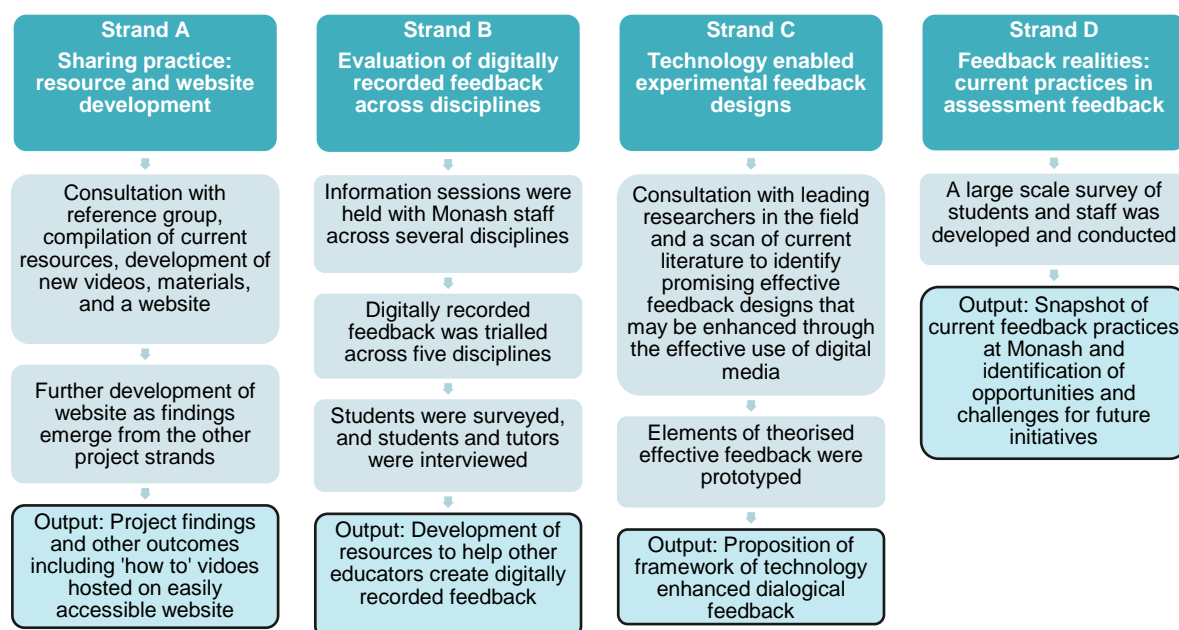 Strand A
Sharing practice:
resource and website
development
Consultation with
reference group,
compilation of current
resources, development of
new videos, materials,
and a website
Further development of
website as findings
emerge from the other
project strands
Output: Project findings
and other outcomes
including 'how to' vidoes
hosted on easily
accessible website
Strand B
Evaluation of digitally
recorded feedback
across disciplines
Information sessions were
held with Monash staff
across several disciplines
Digitally recorded
feedback was trialled
across five disciplines
Students were surveyed,
and students and tutors
were interviewed
Output: Development of
resources to help other
educators create digitally
recorded feedback
Strand C
Technology enabled
experimental feedback
designs
Consultation with leading
researchers in the field
and a scan of current
literature to identify
promising effective
feedback designs that
may be enhanced through
the effective use of digital
media
Elements of theorised
effective feedback were
prototyped
Output: Proposition of
framework of technology
enhanced dialogical
feedback
Strand D
Feedback realities:
current practices in
assessment feedback
A large scale survey of
students and staff was
developed and conducted
Output: Snapshot of
current feedback practices
at Monash and
identification of
opportunities and
challenges for future
initiatives